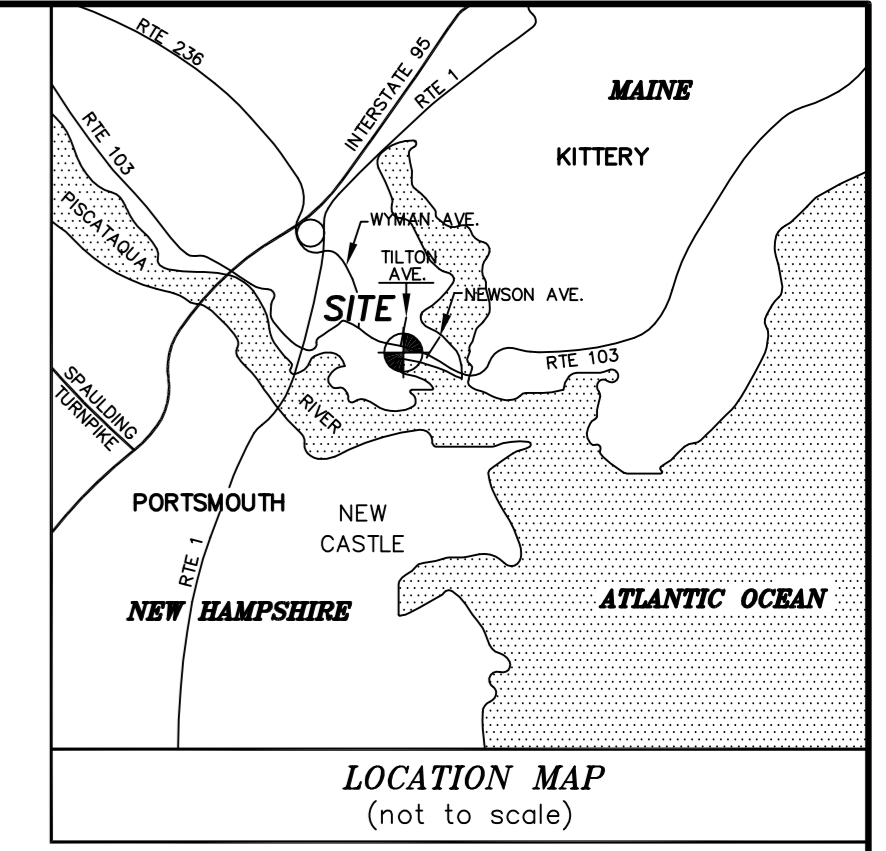 RTE 236
INTERSTATE 95
RTE 1
MAINE
KITTERY
RTE 103
PISCATAQUA
WYMAN AVE.
TILTON
AVE.
NEWSON AVE.
SITE
RTE 103
SPAULDING
TURNPIKE
RIVER
PORTSMOUTH
NEW
CASTLE
RTE 1
NEW HAMPSHIRE
ATLANTIC OCEAN
LOCATION MAP
(not to scale)